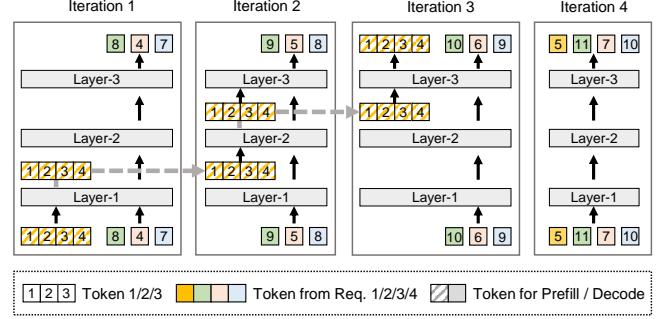 Iteration 1 Iteration 2 Iteration 3 Iteration 4
8 4 7 9 5 8 1 2 3 4 10 6 9 5 11 7 10
Layer-3 Layer-3 Layer-3 Layer-3
1 2 3 4 1 2 3 4
Layer-2 Layer-2 Layer-2 Layer-2
1 2 3 4 1 2 3 4
Layer-1 Layer-1 Layer-1 Layer-1
1 2 3 4 8 4 7 9 5 8 10 6 9 5 11 7 10
1 2 3 Token 1/2/3 Token from Req. 1/2/3/4 Token for Prefill / Decode